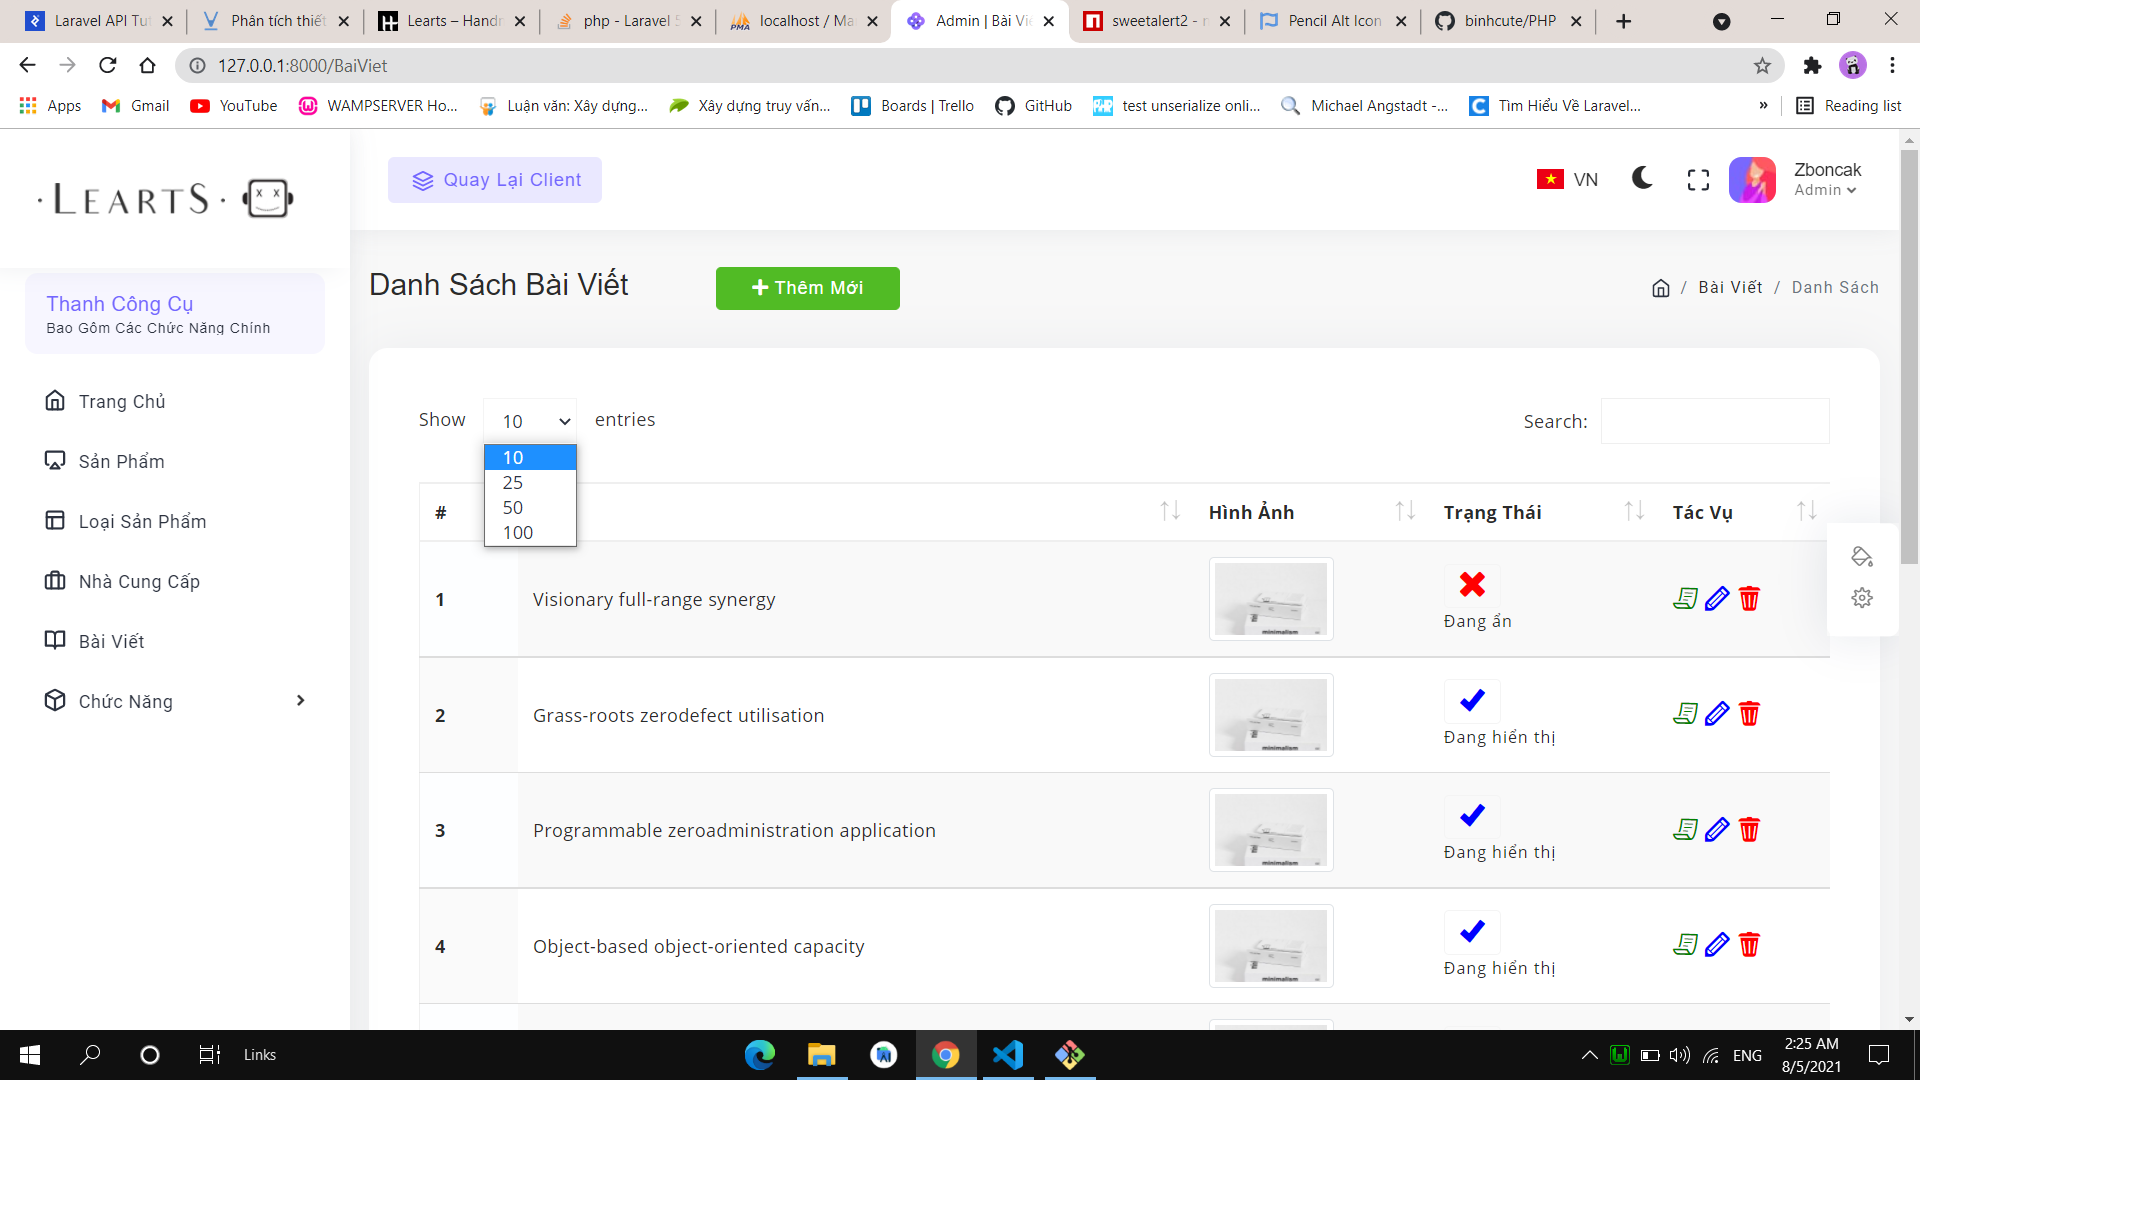 Laravel API Tut
Phân tích thiết
Learts – Handm
php - Laravel 5
localhost / Ma
Admin | Bài Vi
sweetalert2 - n
Pencil Alt Icon
binhcute/PHP
127.0.0.1:8000/BaiViet
Apps
Gmail
YouTube
WAMPSERVER Ho...
Luận văn: Xây dựng...
Xây dựng truy vấn...
Boards | Trello
GitHub
test unserialize onli...
Michael Angstadt -...
Tìm Hiểu Về Laravel...
»
Reading list
· LEARTS ·
Quay Lại Client
VN
Zboncak
Admin
Thanh Công Cụ
Bao Gồm Các Chức Năng Chính
Trang Chủ
Sản Phẩm
Loại Sản Phẩm
Nhà Cung Cấp
Bài Viết
Chức Năng
Danh Sách Bài Viết
Thêm Mới
/ Bài Viết / Danh Sách
Show 10 entries
Search:
10
25
50
100
# Hình Ảnh Trạng Thái Tác Vụ
1 Visionary full-range synergy
minimalism
Đang ẩn
2 Grass-roots zerodefect utilisation
minimalism
Đang hiển thị
3 Programmable zeroadministration application
minimalism
Đang hiển thị
4 Object-based object-oriented capacity
minimalism
Đang hiển thị
Links
ENG
2:25 AM
8/5/2021